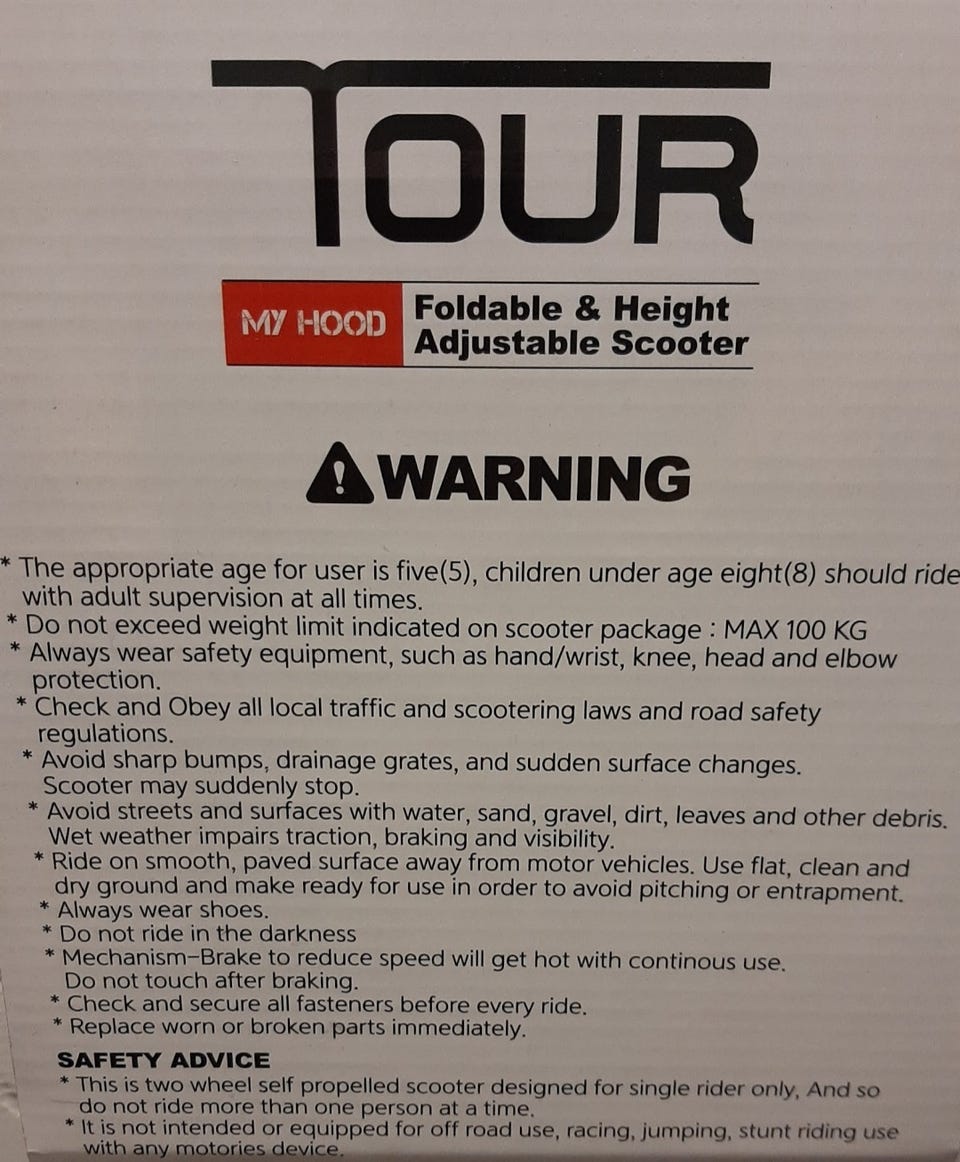 TOUR
MY HOOD
Foldable & Height
Adjustable Scooter
WARNING
* The appropriate age for user is five(5), children under age eight(8) should ride
with adult supervision at all times.
* Do not exceed weight limit indicated on scooter package : MAX 100 KG
* Always wear safety equipment, such as hand/wrist, knee, head and elbow
protection.
* Check and Obey all local traffic and scootering laws and road safety
regulations.
* Avoid sharp bumps, drainage grates, and sudden surface changes.
Scooter may suddenly stop.
* Avoid streets and surfaces with water, sand, gravel, dirt, leaves and other debris.
Wet weather impairs traction, braking and visibility.
* Ride on smooth, paved surface away from motor vehicles. Use flat, clean and
dry ground and make ready for use in order to avoid pitching or entrapment.
* Always wear shoes.
* Do not ride in the darkness
* Mechanism-Brake to reduce speed will get hot with continous use.
Do not touch after braking.
* Check and secure all fasteners before every ride.
* Replace worn or broken parts immediately.
SAFETY ADVICE
* This is two wheel self propelled scooter designed for single rider only, And so
do not ride more than one person at a time.
* It is not intended or equipped for off road use, racing, jumping, stunt riding use
with any motories device.